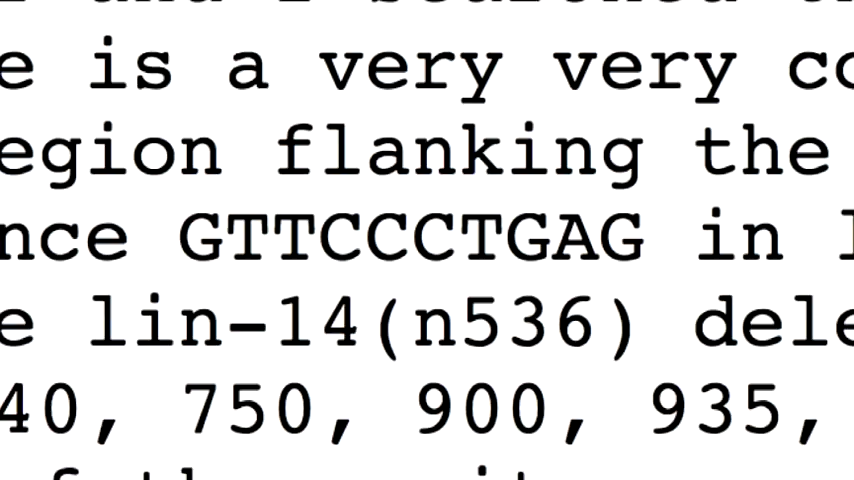 e is a very very co
egion flanking the
nce GTTCCCTGAG in
e lin-14(n536) dele
40, 750, 900, 935,